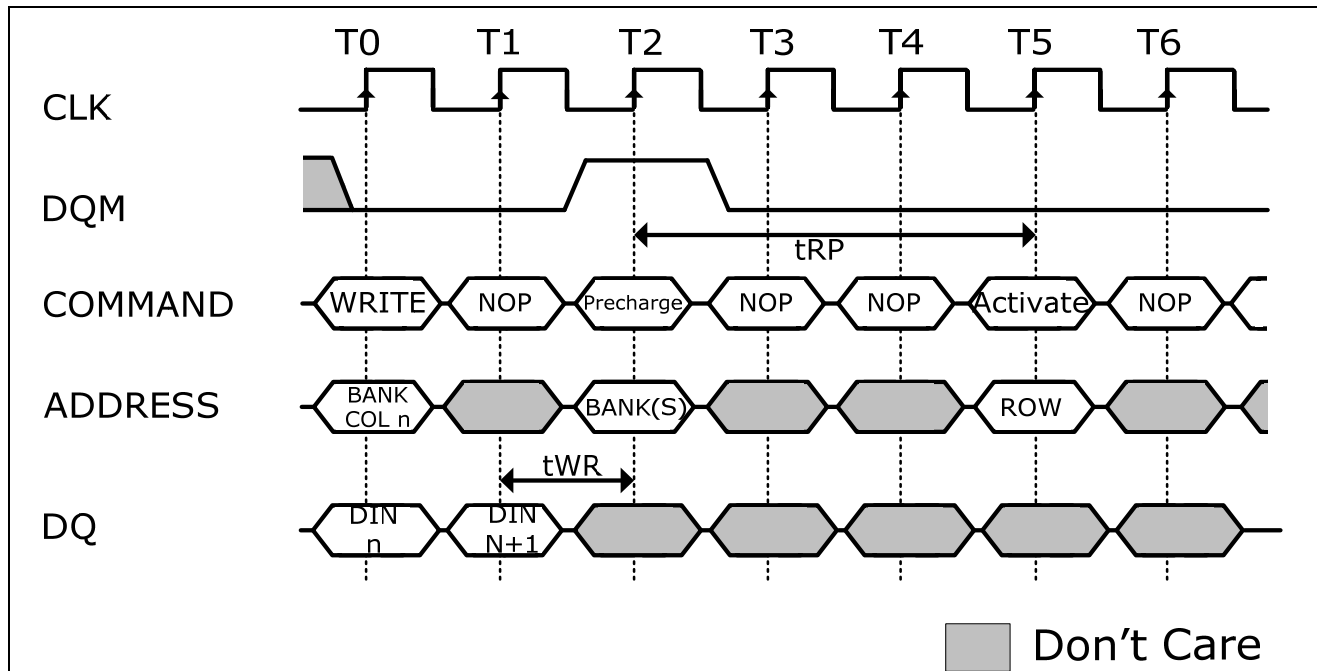 T0 T1 T2 T3 T4 T5 T6
CLK
DQM
tRP
COMMAND WRITE NOP Precharge NOP NOP Activate NOP
ADDRESS BANK COL n BANK(S) ROW
tWR
DQ DIN n DIN N+1
Don't Care